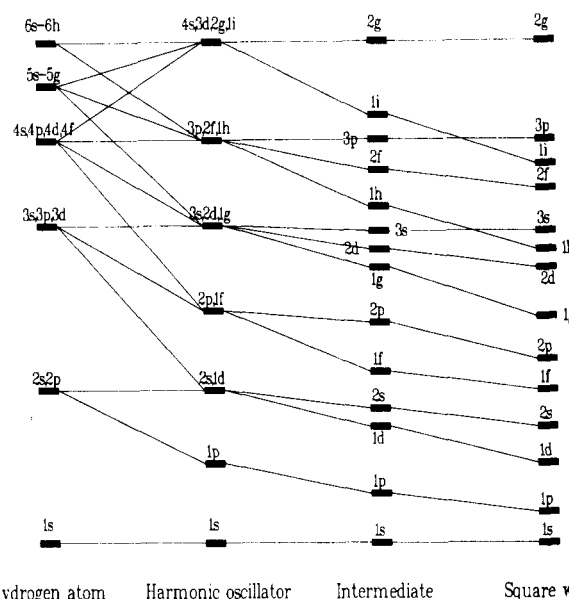 6s-6h 4s,3d,2g,1i 2g 2g
5s-5g
4s,4p,4d,4f 3p,2f,1h 1i 3p
3p 1i
2f 2f
1h
3s,3p,3d 3s,2d,1g 3s 3s
2d
1g 2d
2p,1f 2p
2p
1f 1f
2s,2p 2s,1d 2s 2s
1d 1d
1p 1p 1p
1s 1s 1s 1s
atom Harmonic oscillator Intermediate Square